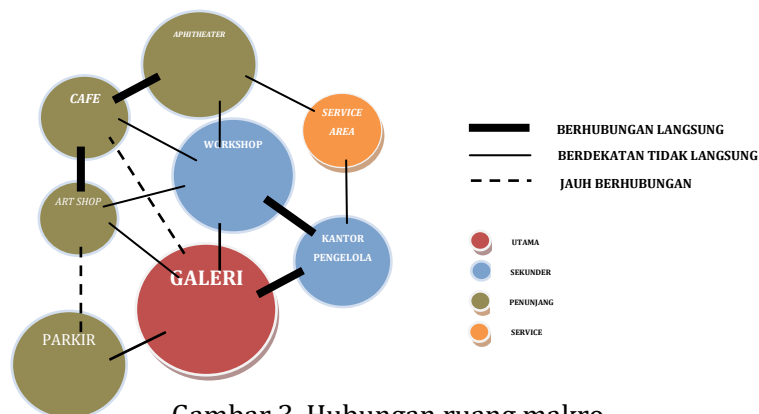 APHITHEATER
CAFE
SERVICE
AREA
WORKSHOP
ART SHOP
KANTOR
PENGELOLA
GALERI
PARKIR
BERHUBUNGAN LANGSUNG
BERDEKATAN TIDAK LANGSUNG
JAUH BERHUBUNGAN
UTAMA
SEKUNDER
PENUNJANG
SERVICE
Gambar 3. Hubungan ruang makro